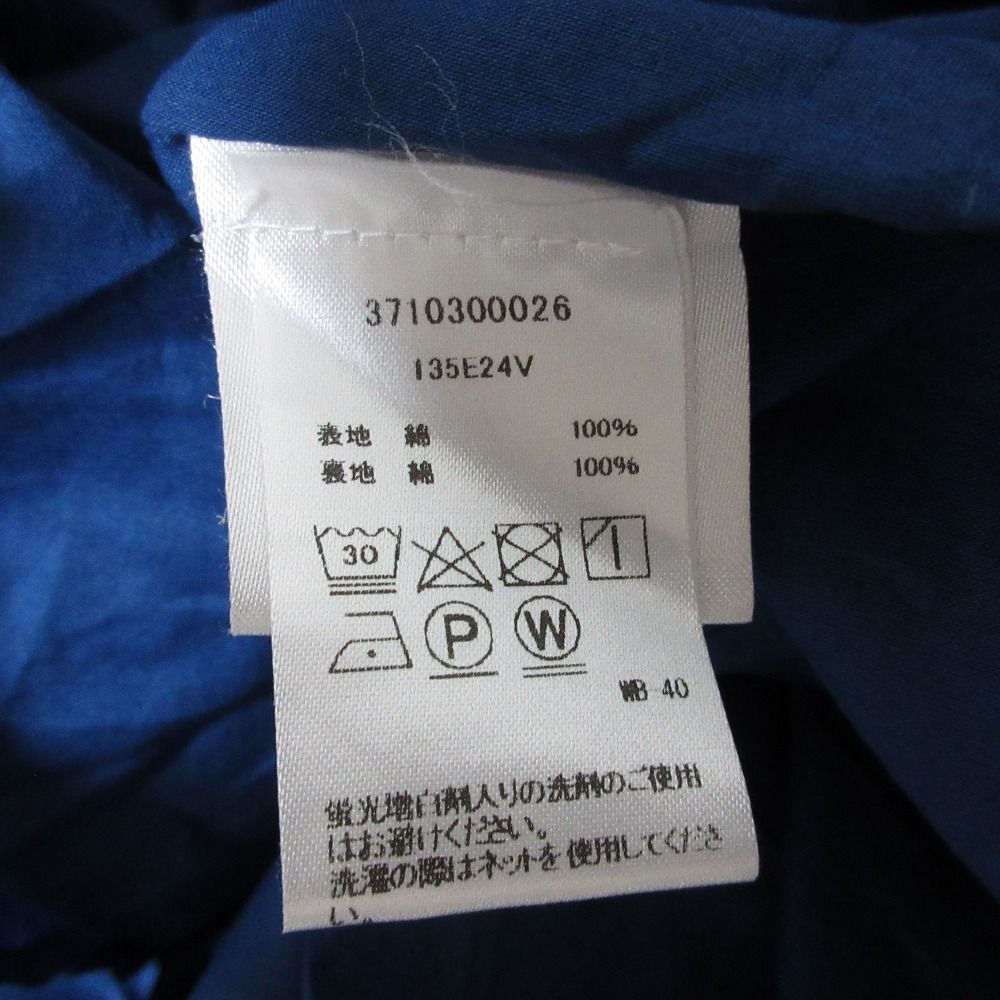 3710300026
135E24V
表地 綿 100%
裏地 綿 100%
30
P W
WB-40
蛍光増白剤入りの洗剤のご使用
はお避けください。
洗濯の際はネットを使用してくださ
い。